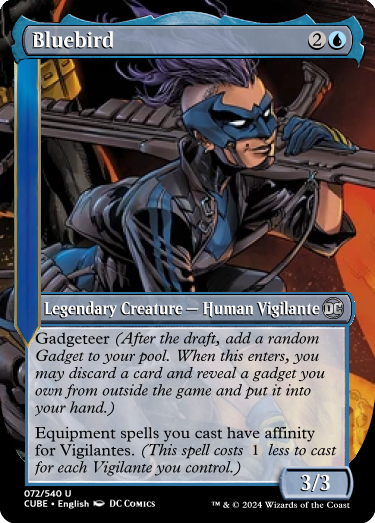 Bluebird 2
Legendary Creature — Human Vigilante DC
Gadgeteer (After the draft, add a random
Gadget to your pool. When this enters, you
may discard a card and reveal a gadget you
own from outside the game and put it into
your hand.)
Equipment spells you cast have affinity
for Vigilantes. (This spell costs 1 less to cast
for each Vigilante you control.)
3/3
072/540 U
CUBE • English DC COMICS
™ & © 2024 Wizards of the Coast